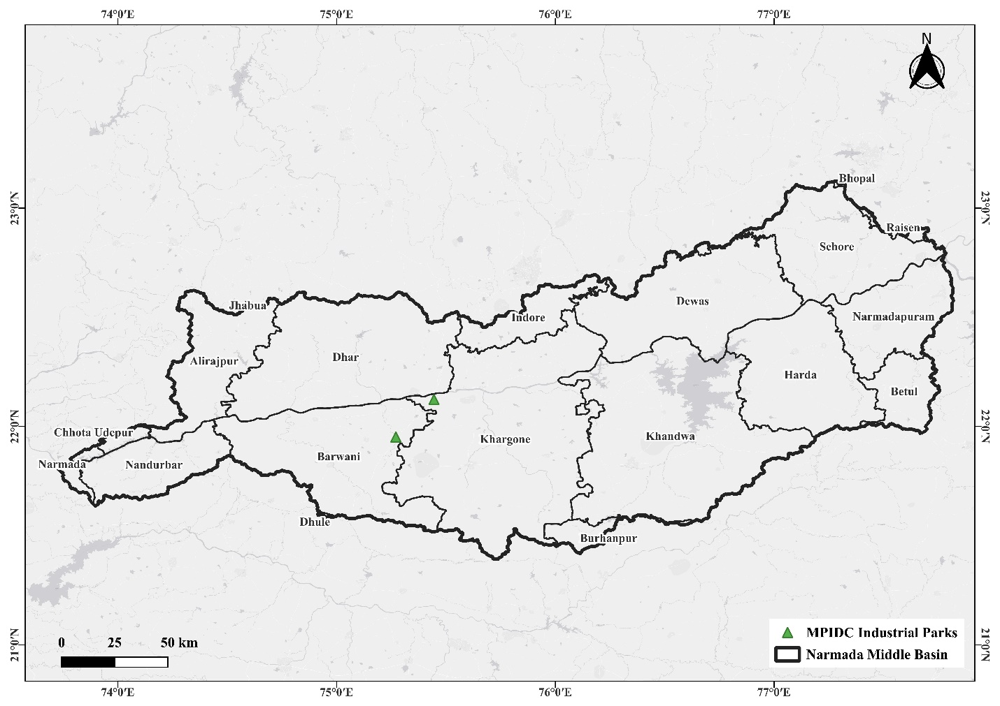 74°0'E 75°0'E 76°0'E 77°0'E
N
23°0'N 23°0'N
Bhopal
Raisen
Sehore
Dewas
Jhabua
Indore
Narmadapuram
Alirajpur
Dhar
Harda
Betul
22°0'N 22°0'N
Chhota Udepur
Khargone
Khandwa
Narmada
Nandurbar
Barwani
Dhule
Burhanpur
MPIDC Industrial Parks
Narmada Middle Basin
0 25 50 km
21°0'N 21°0'N
74°0'E 75°0'E 76°0'E 77°0'E